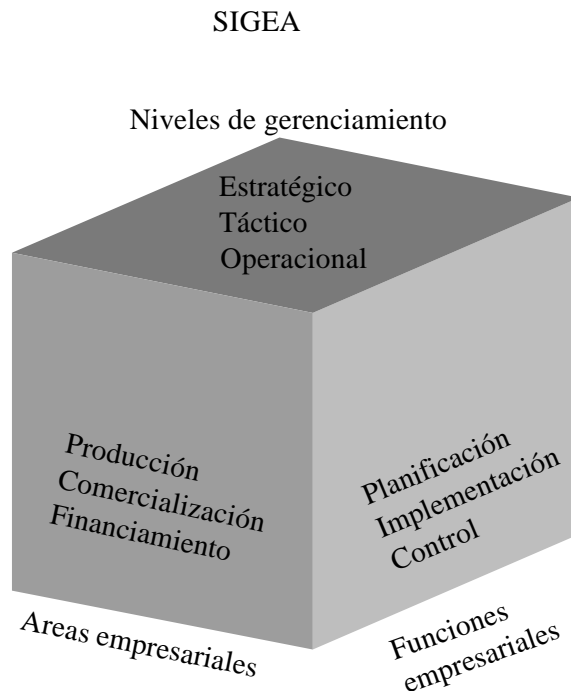 SIGEA
Niveles de gerenciamiento
Estratégico
Táctico
Operacional
Producción
Comercialización
Financiamiento
Planificación
Implementación
Control
Areas empresariales
Funciones
empresariales